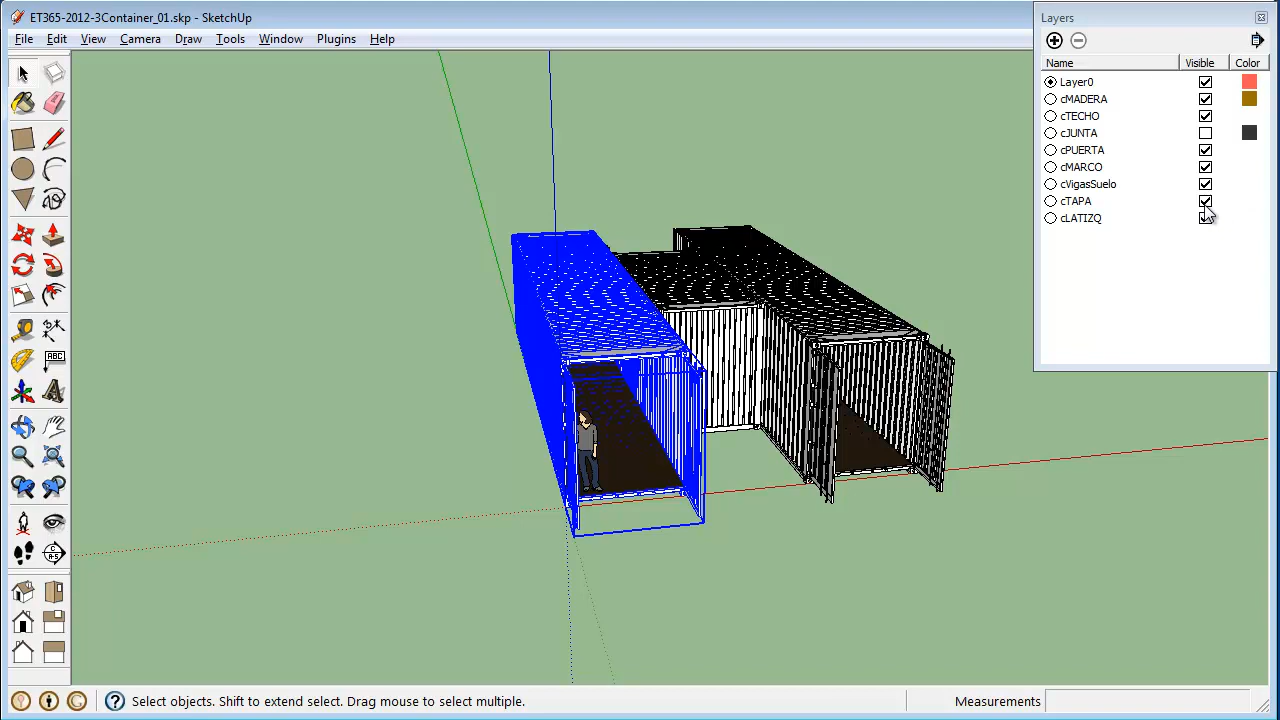 ET365-2012-3Container_01.skp - SketchUp
File Edit View Camera Draw Tools Window Plugins Help
Layers
Name Visible Color
Layer0
cMADERA
cTECHO
cJUNTA
cPUERTA
cMARCO
cVigasSuelo
cTAPA
cLATIZQ
ABC
A
C
A-5
Select objects. Shift to extend select. Drag mouse to select multiple.
Measurements